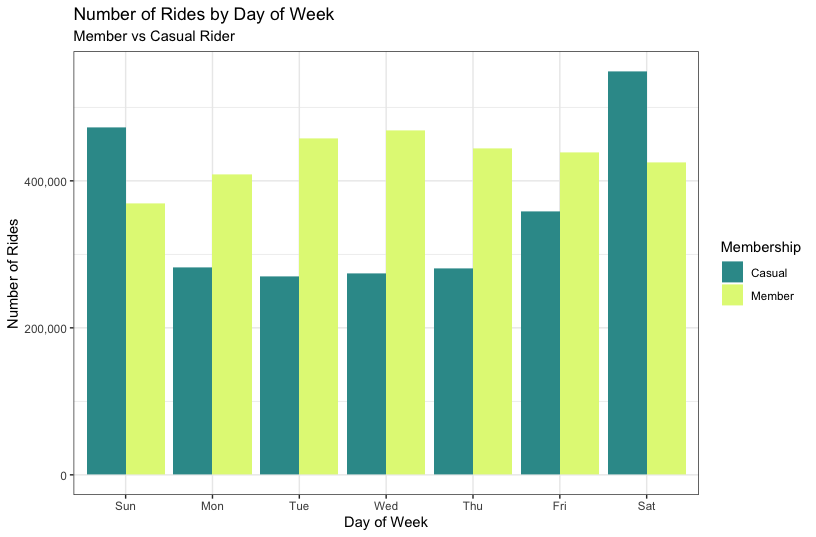 Number of Rides by Day of Week
Member vs Casual Rider
Number of Rides
400,000
200,000
0
Sun Mon Tue Wed Thu Fri Sat
Day of Week
Membership
Casual
Member